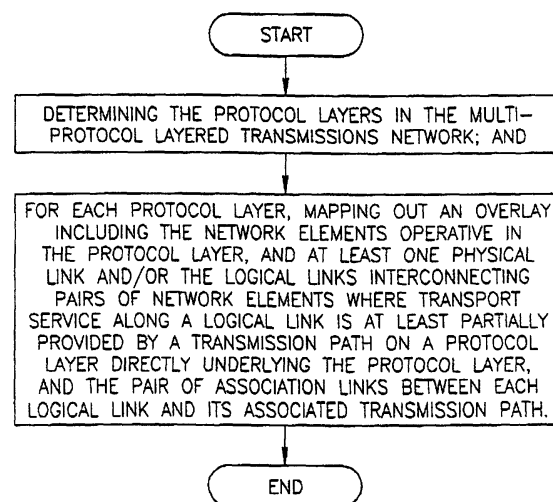 START
DETERMINING THE PROTOCOL LAYERS IN THE MULTI-
PROTOCOL LAYERED TRANSMISSIONS NETWORK; AND
FOR EACH PROTOCOL LAYER, MAPPING OUT AN OVERLAY
INCLUDING THE NETWORK ELEMENTS OPERATIVE IN
THE PROTOCOL LAYER, AND AT LEAST ONE PHYSICAL
LINK AND/OR THE LOGICAL LINKS INTERCONNECTING
PAIRS OF NETWORK ELEMENTS WHERE TRANSPORT
SERVICE ALONG A LOGICAL LINK IS AT LEAST PARTIALLY
PROVIDED BY A TRANSMISSION PATH ON A PROTOCOL
LAYER DIRECTLY UNDERLYING THE PROTOCOL LAYER,
AND THE PAIR OF ASSOCIATION LINKS BETWEEN EACH
LOGICAL LINK AND ITS ASSOCIATED TRANSMISSION PATH.
END